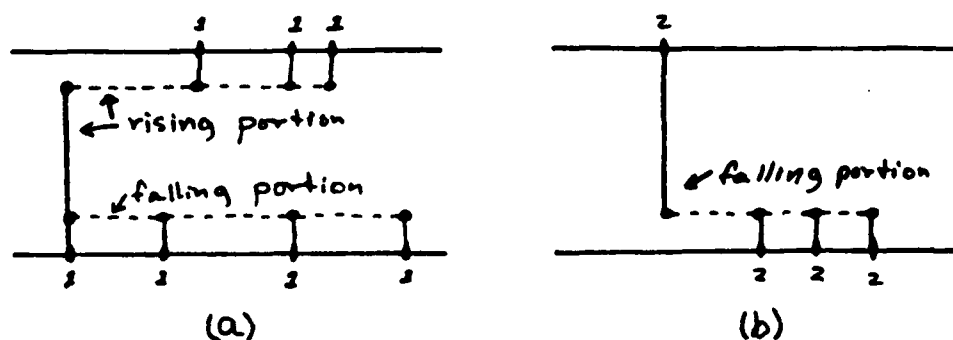 1 1 1
rising portion
falling portion
1 1 1 1
(a)
2
falling portion
2 2 2
(b)